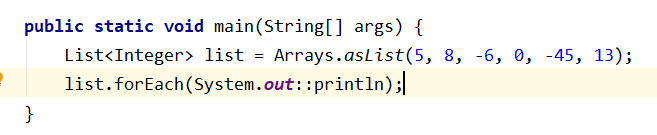 public static void main(String[] args) {
    List<Integer> list = Arrays.asList(5, 8, -6, 0, -45, 13);
    list.forEach(System.out::println);
}